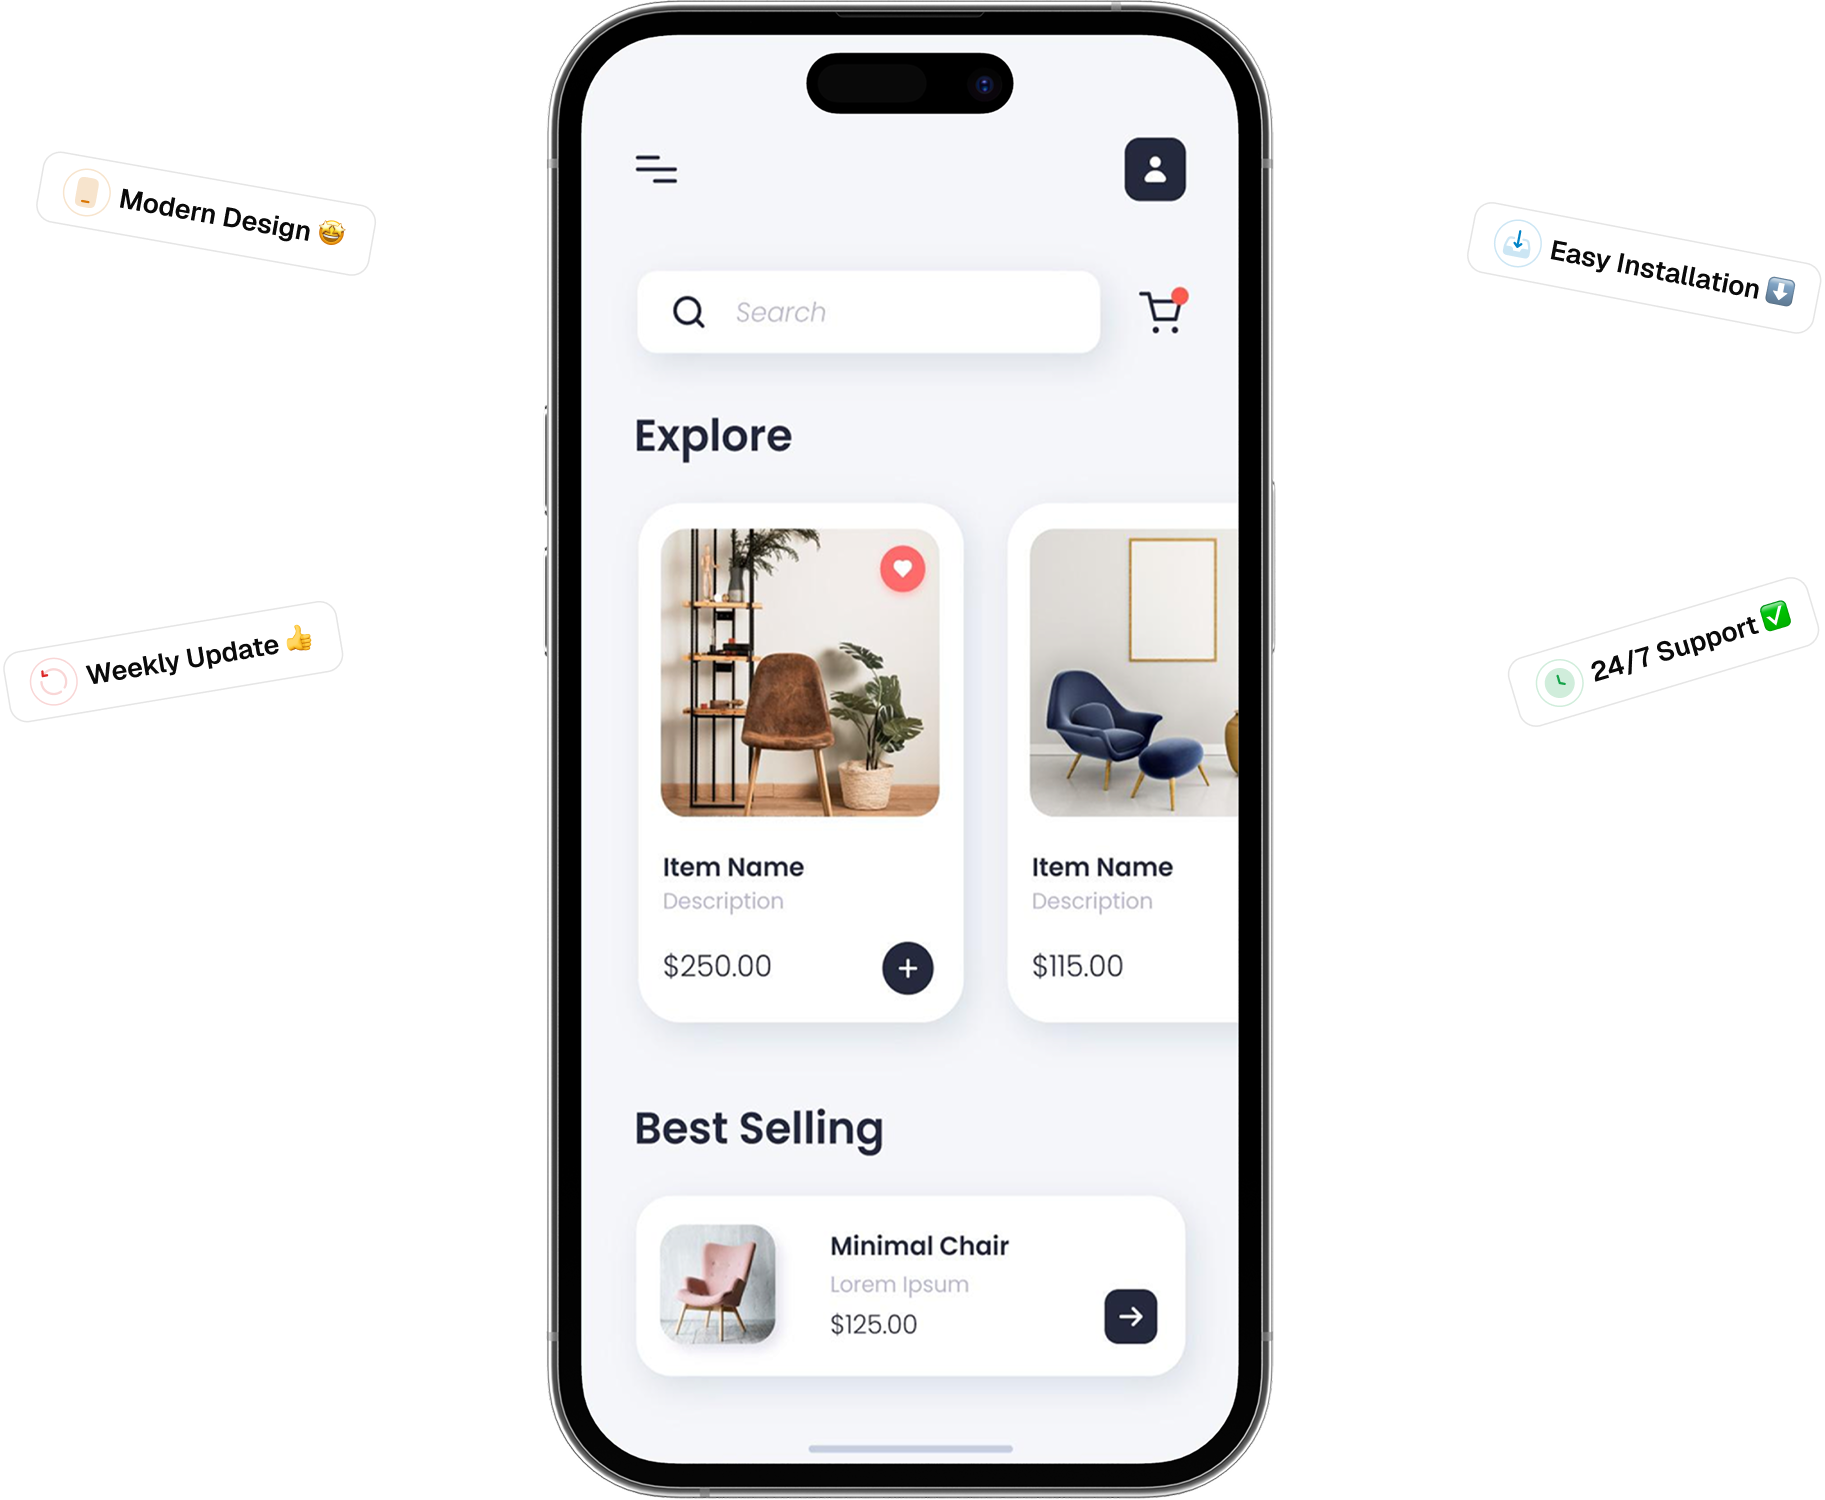 Modern Design 🤩
Easy Installation ⬇️
Search
Explore
Weekly Update 👍
24/7 Support ✅
Item Name
Description
$250.00
Item Name
Description
$115.00
Best Selling
Minimal Chair
Lorem Ipsum
$125.00